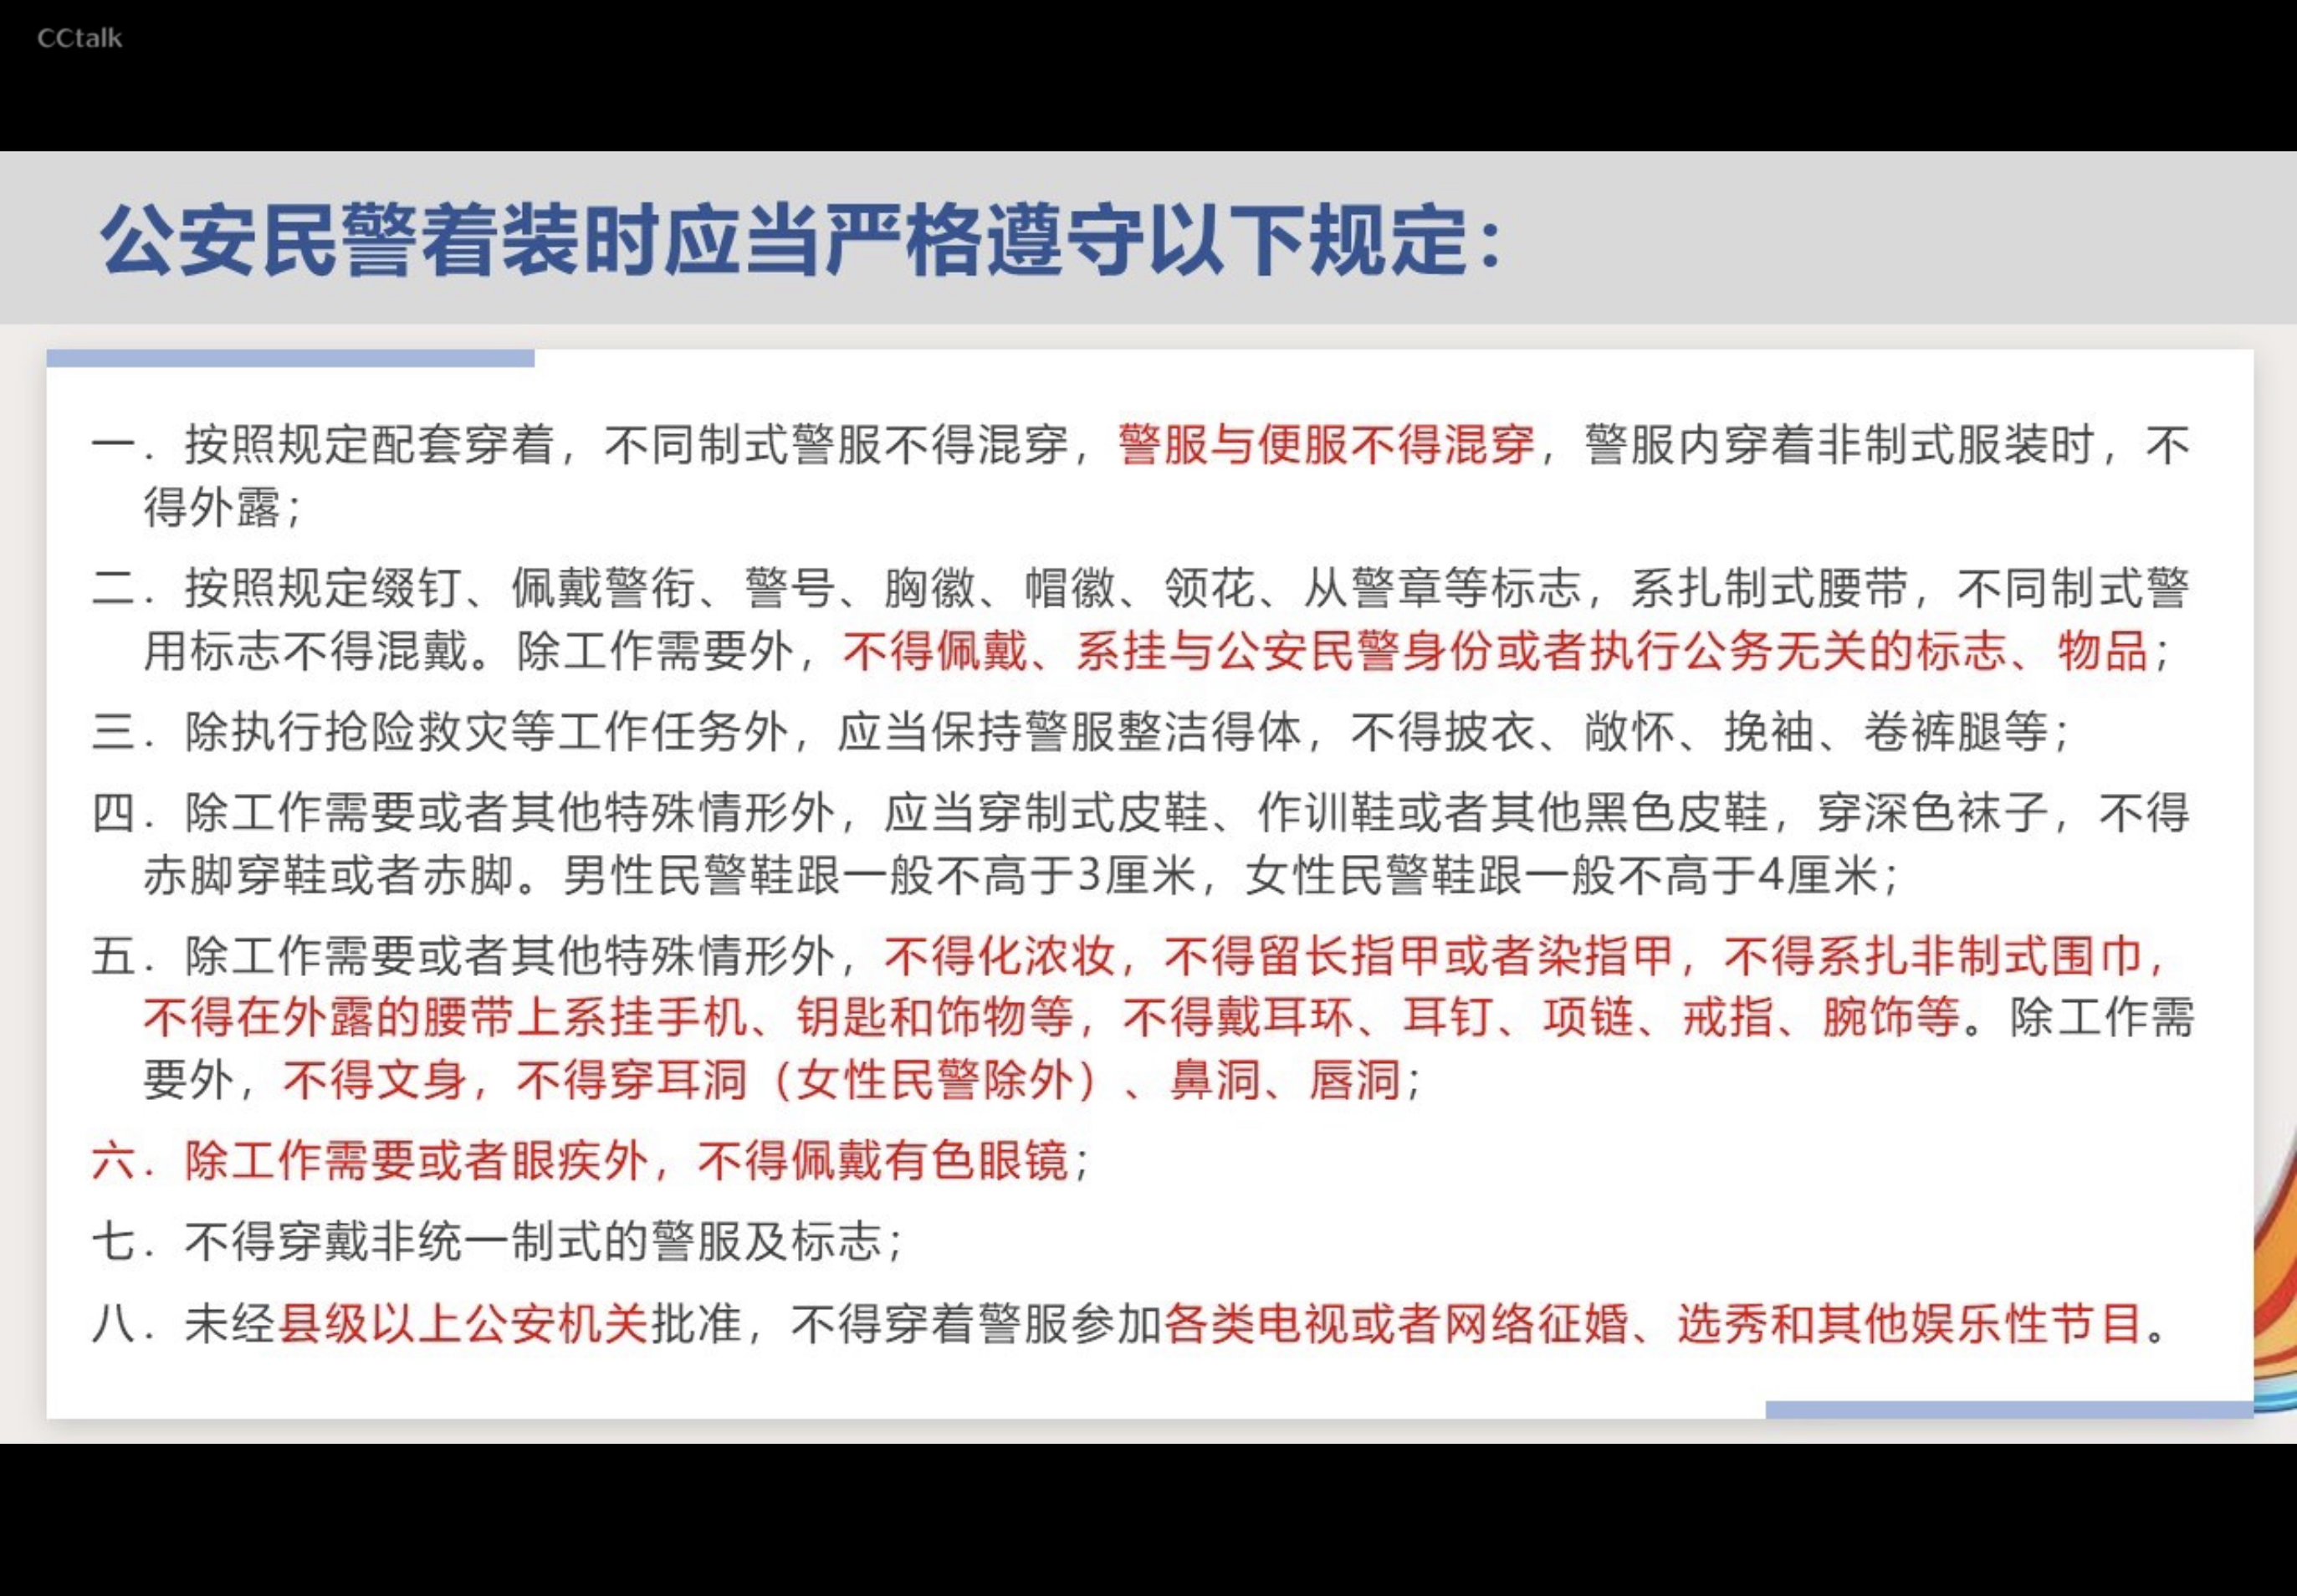 CCtalk
公安民警着装时应当严格遵守以下规定：
一．按照规定配套穿着，不同制式警服不得混穿，警服与便服不得混穿，警服内穿着非制式服装时，不
得外露；
二．按照规定缀钉、佩戴警衔、警号、胸徽、帽徽、领花、从警章等标志，系扎制式腰带，不同制式警
用标志不得混戴。除工作需要外，不得佩戴、系挂与公安民警身份或者执行公务无关的标志、物品；
三．除执行抢险救灾等工作任务外，应当保持警服整洁得体，不得披衣、敞怀、挽袖、卷裤腿等；
四．除工作需要或者其他特殊情形外，应当穿制式皮鞋、作训鞋或者其他黑色皮鞋，穿深色袜子，不得
赤脚穿鞋或者赤脚。男性民警鞋跟一般不高于3厘米，女性民警鞋跟一般不高于4厘米；
五．除工作需要或者其他特殊情形外，不得化浓妆，不得留长指甲或者染指甲，不得系扎非制式围巾，
不得在外露的腰带上系挂手机、钥匙和饰物等，不得戴耳环、耳钉、项链、戒指、腕饰等。除工作需
要外，不得文身，不得穿耳洞（女性民警除外）、鼻洞、唇洞；
六．除工作需要或者眼疾外，不得佩戴有色眼镜；
七．不得穿戴非统一制式的警服及标志；
八．未经县级以上公安机关批准，不得穿着警服参加各类电视或者网络征婚、选秀和其他娱乐性节目。